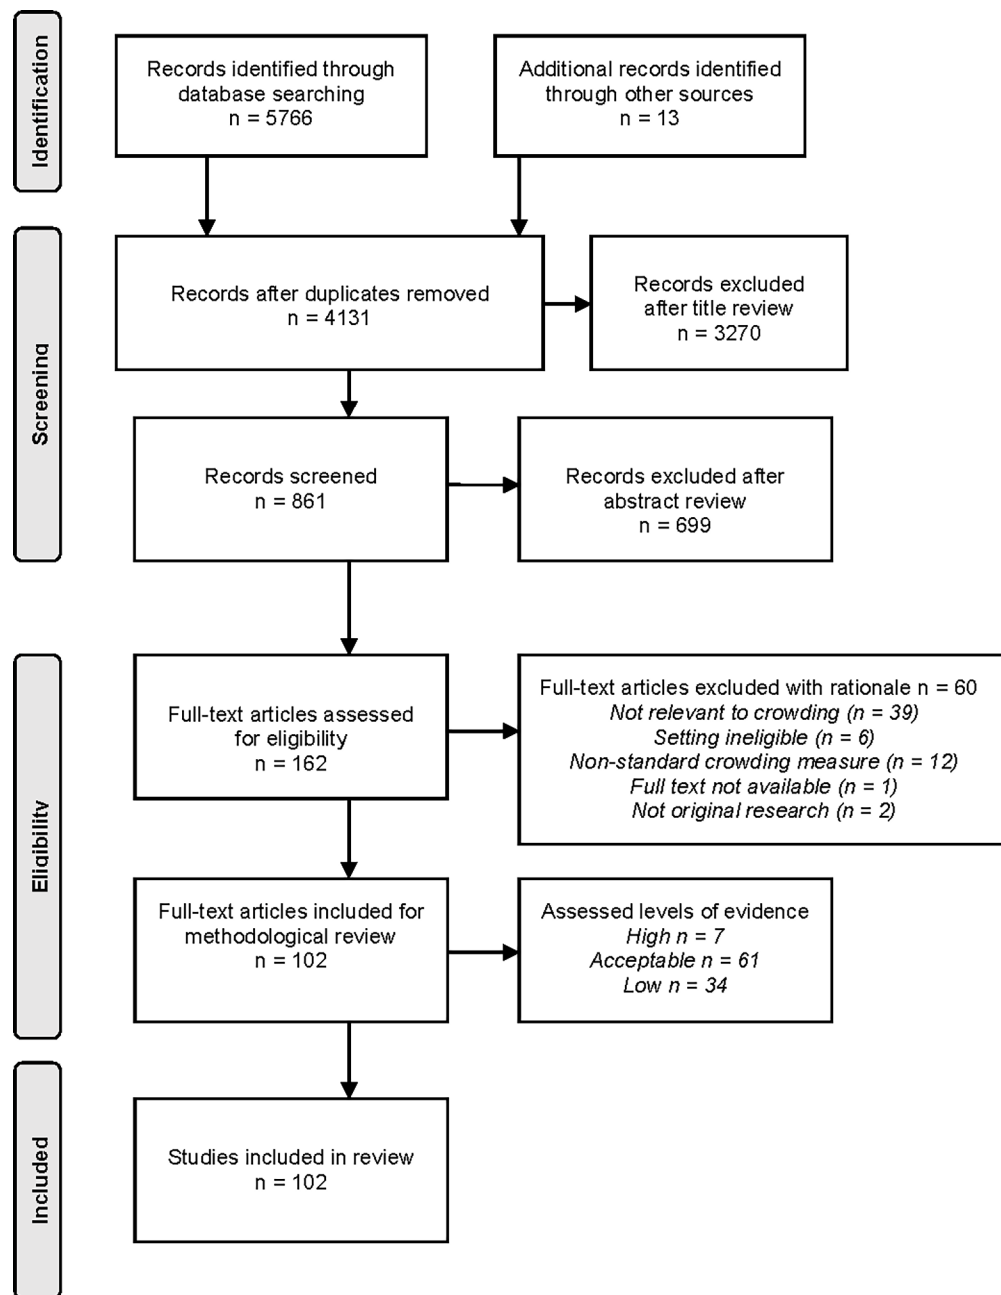 Identification
Records identified through
database searching
n = 5766
Additional records identified
through other sources
n = 13
Screening
Records after duplicates removed
n = 4131
Records excluded
after title review
n = 3270
Records screened
n = 861
Records excluded after
abstract review
n = 699
Eligibility
Full-text articles assessed
for eligibility
n = 162
Full-text articles excluded with rationale n = 60
Not relevant to crowding (n = 39)
Setting ineligible (n = 6)
Non-standard crowding measure (n = 12)
Full text not available (n = 1)
Not original research (n = 2)
Full-text articles included for
methodological review
n = 102
Assessed levels of evidence
High n = 7
Acceptable n = 61
Low n = 34
Included
Studies included in review
n = 102